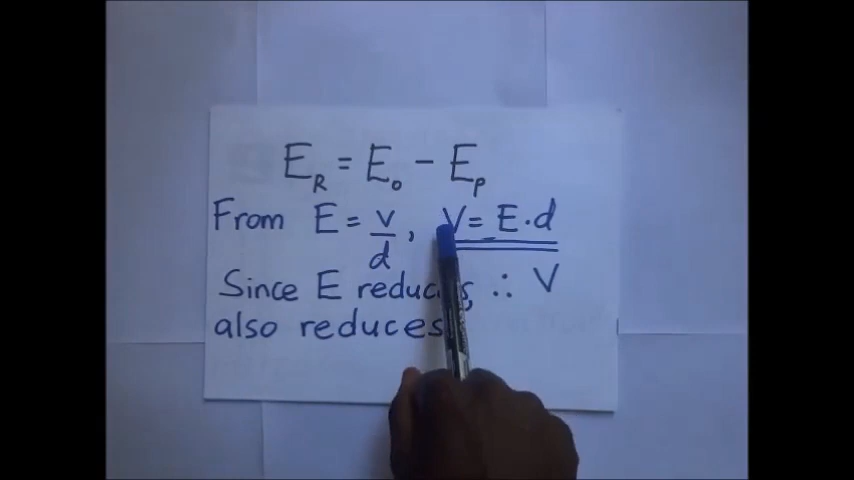 E_R = E_o - E_p
From E = v/d, V = E·d
Since E reduces, ∴ V
also reduces